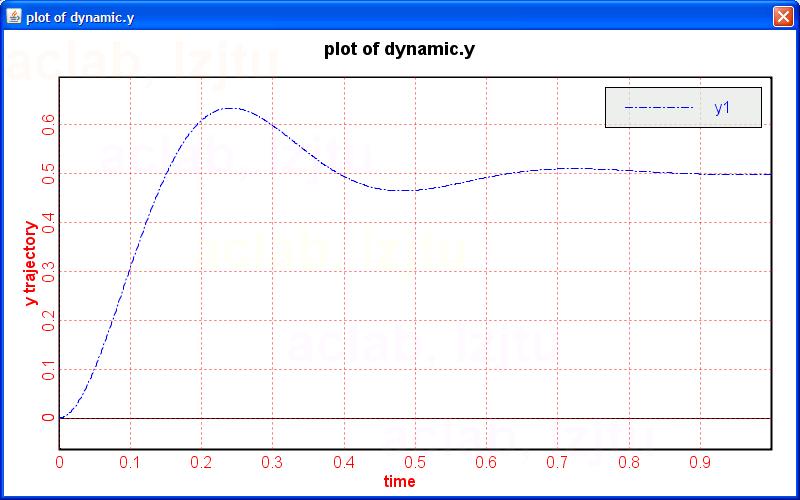 plot of dynamic.y
aclab, lzjtu
plot of dynamic.y
y1
aclab, lzjtu
aclab, lzjtu
aclab, lzjtu
aclab, lzjtu
y trajectory
0.6
0.5
0.4
0.3
0.2
0.1
0
0 0.1 0.2 0.3 0.4 0.5 0.6 0.7 0.8 0.9
time